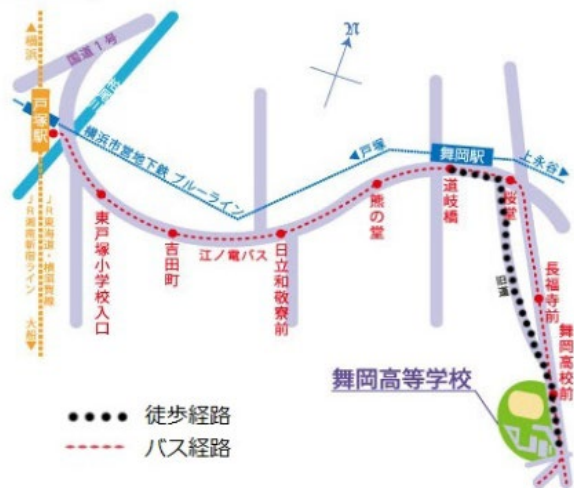 ▲横浜
国道1号
戸塚駅
横浜市営地下鉄 ブルーライン
◀戸塚
舞岡駅
上永谷▶
JR東海道・横須賀線
JR湘南新宿ライン
大船▼
東戸塚小学校入口
吉田町
江ノ電バス
日立和敬寮前
熊の堂
道岐橋
桜堂
旧道
長福寺前
舞岡高校前
舞岡高等学校
徒歩経路
バス経路